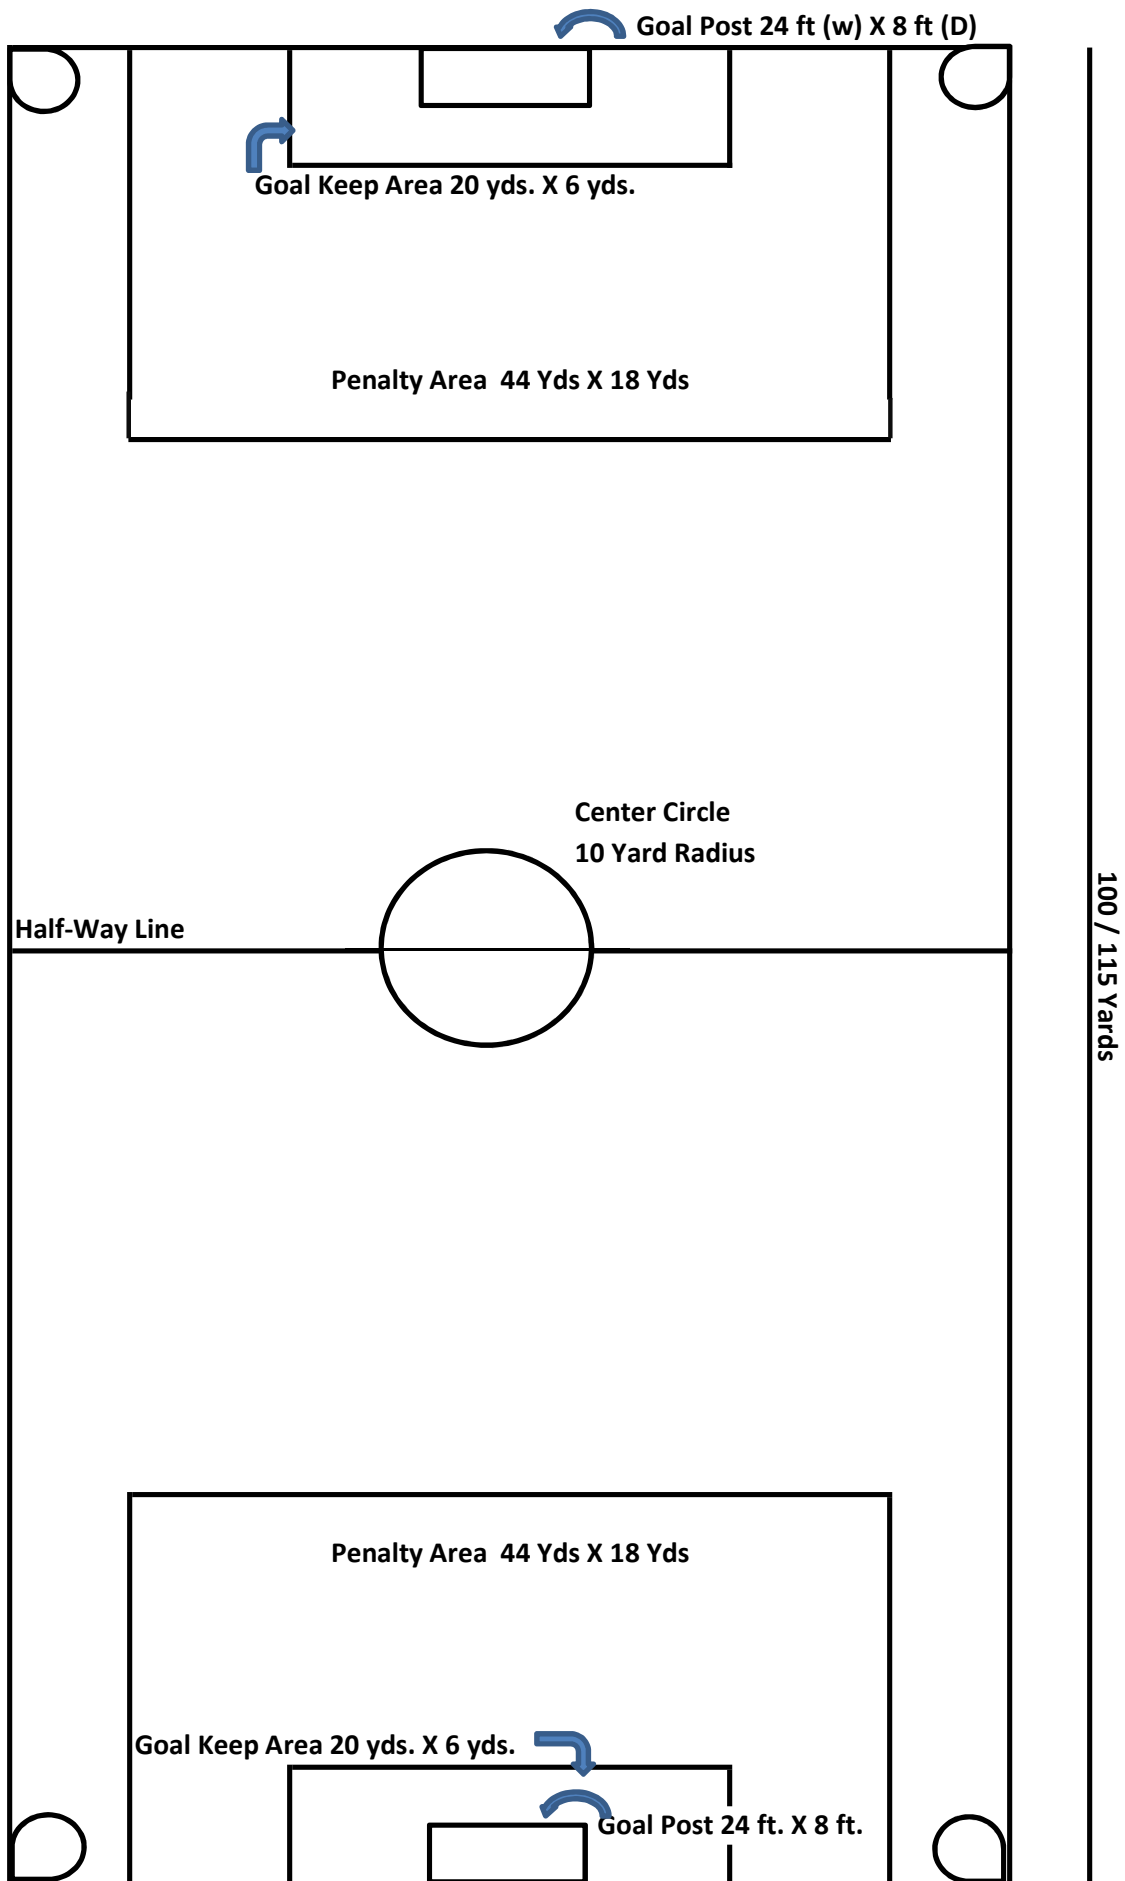 Goal Post 24 ft (w) X 8 ft (D)
Goal Keep Area 20 yds. X 6 yds.
Penalty Area  44 Yds X 18 Yds
Center Circle
10 Yard Radius
Half-Way Line
100 / 115 Yards
Penalty Area  44 Yds X 18 Yds
Goal Keep Area 20 yds. X 6 yds.
Goal Post 24 ft. X 8 ft.